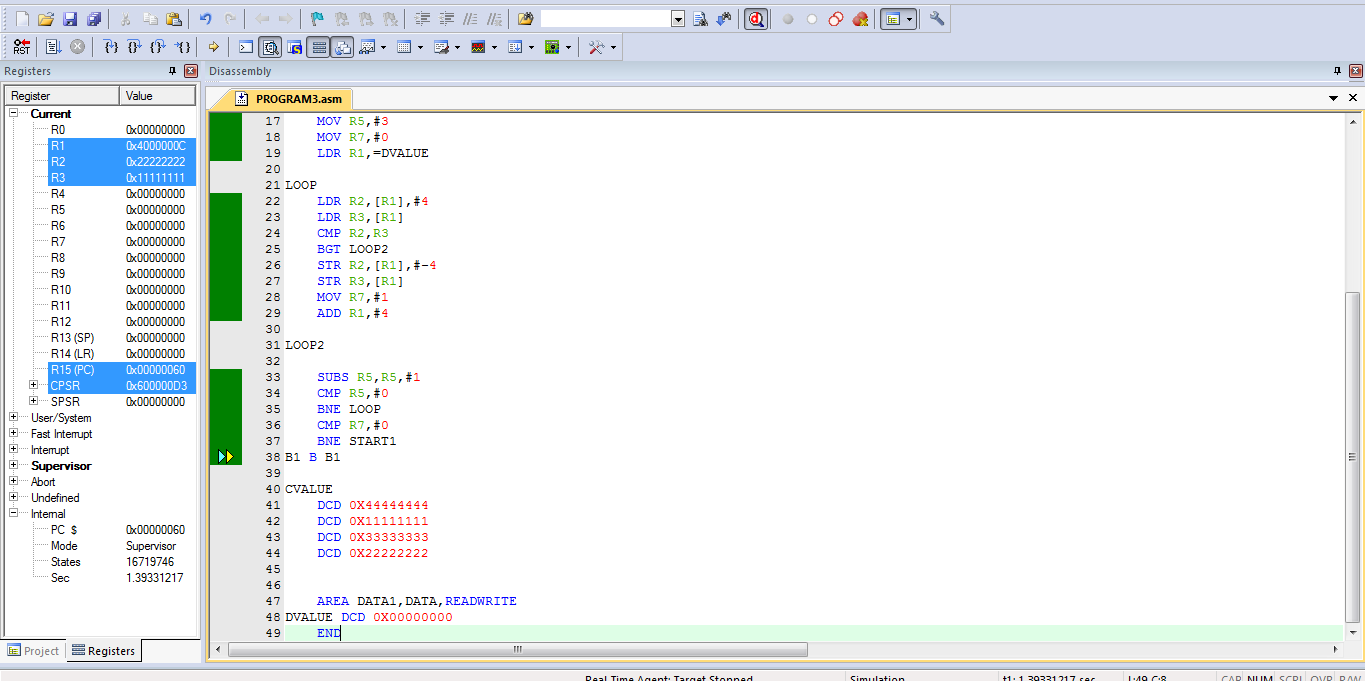 RST
Registers
Disassembly
Register Value
PROGRAM3.asm
Current
R0 0x00000000
R1 0x4000000C
R2 0x22222222
R3 0x11111111
R4 0x00000000
R5 0x00000000
R6 0x00000000
R7 0x00000000
R8 0x00000000
R9 0x00000000
R10 0x00000000
R11 0x00000000
R12 0x00000000
R13 (SP) 0x00000000
R14 (LR) 0x00000000
R15 (PC) 0x00000060
CPSR 0x600000D3
SPSR 0x00000000
User/System
Fast Interrupt
Interrupt
Supervisor
Abort
Undefined
Internal
PC $ 0x00000060
Mode Supervisor
States 16719746
Sec 1.39331217
Project Registers
17 MOV R5,#3
18 MOV R7,#0
19 LDR R1,=DVALUE
20
21 LOOP
22 LDR R2,[R1],#4
23 LDR R3,[R1]
24 CMP R2,R3
25 BGT LOOP2
26 STR R2,[R1],#-4
27 STR R3,[R1]
28 MOV R7,#1
29 ADD R1,#4
30
31 LOOP2
32
33 SUBS R5,R5,#1
34 CMP R5,#0
35 BNE LOOP
36 CMP R7,#0
37 BNE START1
38 B1 B B1
39
40 CVALUE
41 DCD 0X44444444
42 DCD 0X11111111
43 DCD 0X33333333
44 DCD 0X22222222
45
46
47 AREA DATA1,DATA,READWRITE
48 DVALUE DCD 0X00000000
49 END
Real-Time Agent: Target Stopped Simulation t1: 1.39331217 sec L:49 C:8 CAP NUM SCRL OVR R/W